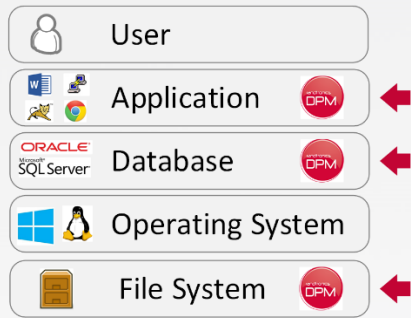 User
Application
DPM
ORACLE
Microsoft
SQL Server
Database
DPM
Operating System
File System
DPM